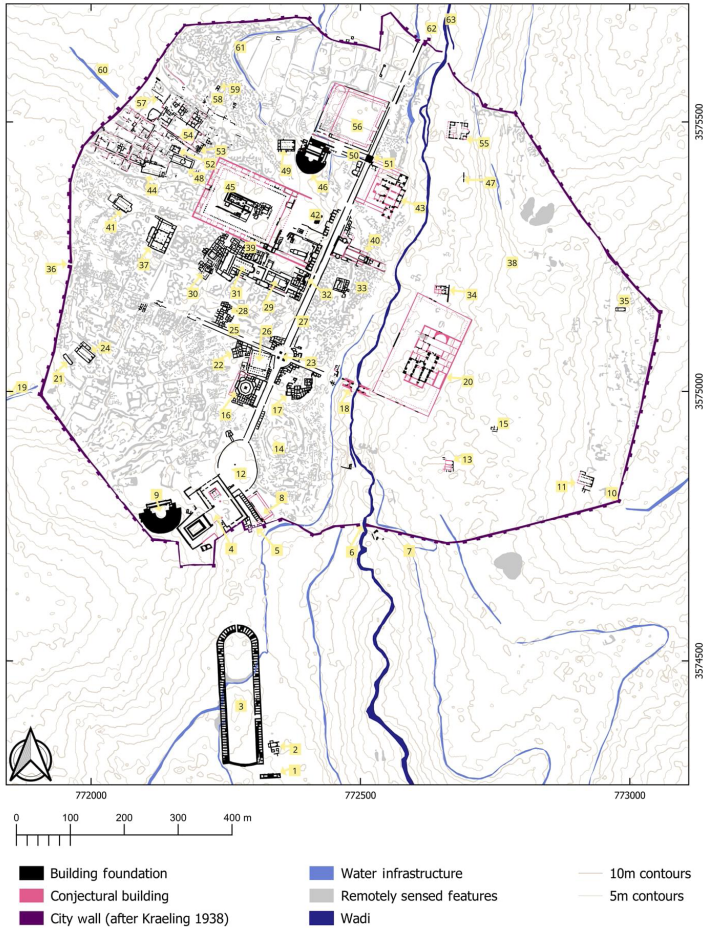 62 63
61
60
59
57 58
56
3575500
54
55
53
50 51
52
49
48 46 47
44
45
43
42
41
40
37 39
36 38
30 31 33 34
29 32
35
28 27
25 26
24 22 23
21
19 20
3575000
16 17 18
15
14
13
12
11
9 10
8
4 5 6 7
3574500
3
2
1
772000 772500 773000
0 100 200 300 400 m
Building foundation
Conjectural building
City wall (after Kraeling 1938)
Water infrastructure
Remotely sensed features
Wadi
10m contours
5m contours